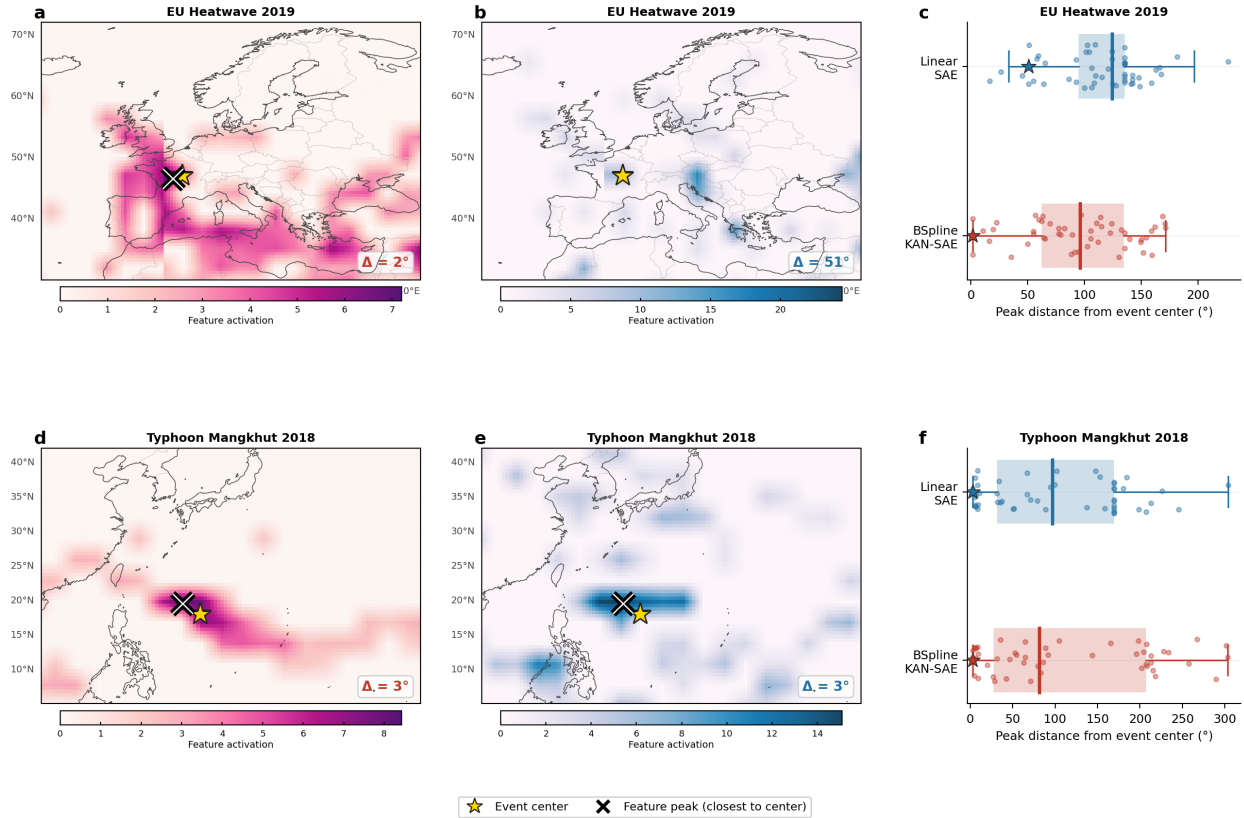 a
EU Heatwave 2019
70°N
60°N
50°N
40°N
Δ = 2°
0°E
0 1 2 3 4 5 6 7
Feature activation
b
EU Heatwave 2019
70°N
60°N
50°N
40°N
Δ = 51°
0°E
0 5 10 15 20
Feature activation
c
EU Heatwave 2019
Linear
SAE
BSpline
KAN-SAE
0 50 100 150 200
Peak distance from event center (°)
d
Typhoon Mangkhut 2018
40°N
35°N
30°N
25°N
20°N
15°N
10°N
Δ = 3°
0 1 2 3 4 5 6 7 8
Feature activation
e
Typhoon Mangkhut 2018
40°N
35°N
30°N
25°N
20°N
15°N
10°N
Δ = 3°
0 2 4 6 8 10 12 14
Feature activation
f
Typhoon Mangkhut 2018
Linear
SAE
BSpline
KAN-SAE
0 50 100 150 200 250 300
Peak distance from event center (°)
Event center
Feature peak (closest to center)